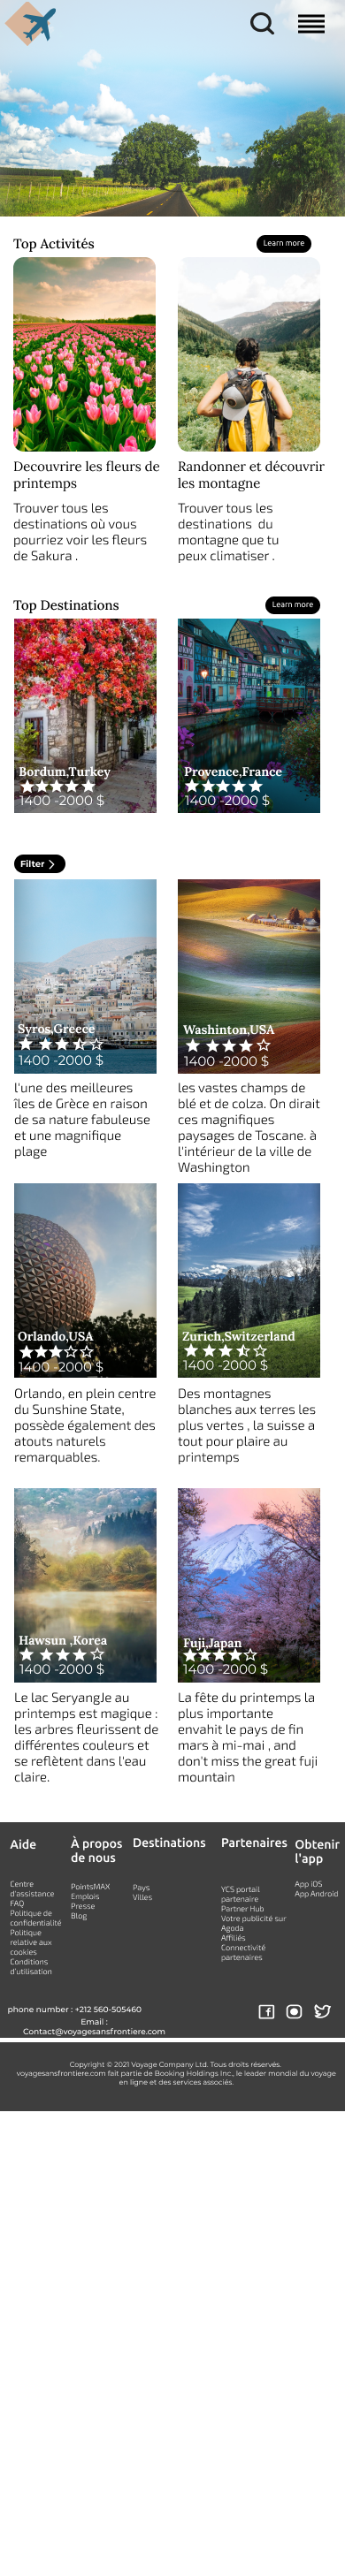 Top Activités
Learn more
Decouvrire les fleurs de
printemps
Trouver tous les
destinations où vous
pourriez voir les fleurs
de Sakura .
Randonner et découvrir
les montagne
Trouver tous les
destinations du
montagne que tu
peux climatiser .
Top Destinations
Learn more
Bordum,Turkey
1400 -2000 $
Provence,France
1400 -2000 $
Filter
Syros,Greece
1400 -2000 $
l'une des meilleures
îles de Grèce en raison
de sa nature fabuleuse
et une magnifique
plage
Washinton,USA
1400 -2000 $
les vastes champs de
blé et de colza. On dirait
ces magnifiques
paysages de Toscane. à
l'intérieur de la ville de
Washington
Orlando,USA
1400 -2000 $
Orlando, en plein centre
du Sunshine State,
possède également des
atouts naturels
remarquables.
Zurich,Switzerland
1400 -2000 $
Des montagnes
blanches aux terres les
plus vertes , la suisse a
tout pour plaire au
printemps
Hawsun ,Korea
1400 -2000 $
Le lac SeryangJe au
printemps est magique :
les arbres fleurissent de
différentes couleurs et
se reflètent dans l'eau
claire.
Fuji,Japan
1400 -2000 $
La fête du printemps la
plus importante
envahit le pays de fin
mars à mi-mai , and
don't miss the great fuji
mountain
Aide
Centre
d'assistance
FAQ
Politique de
confidentialité
Politique
relative aux
cookies
Conditions
d'utilisation
À propos
de nous
PointsMAX
Emplois
Presse
Blog
Destinations
Pays
Villes
Partenaires
YCS portail
partenaire
Partner Hub
Votre publicité sur
Agoda
Affiliés
Connectivité
partenaires
Obtenir
l'app
App iOS
App Android
phone number : +212 560-505460
Email :
Contact@voyagesansfrontiere.com
Copyright © 2021 Voyage Company Ltd. Tous droits réservés.
voyagesansfrontiere.com fait partie de Booking Holdings Inc., le leader mondial du voyage
en ligne et des services associés.